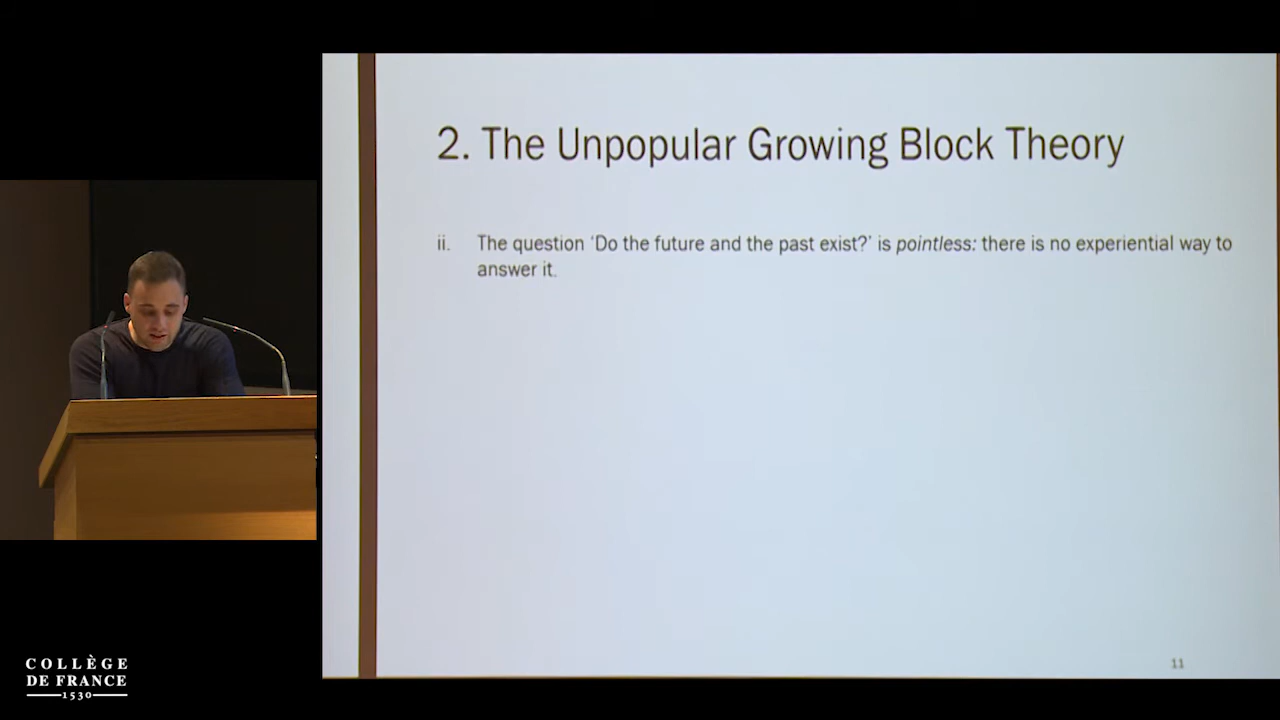 2. The Unpopular Growing Block Theory
ii. The question ‘Do the future and the past exist?’ is pointless: there is no experiential way to
answer it.
11
COLLÈGE
DE FRANCE
1530